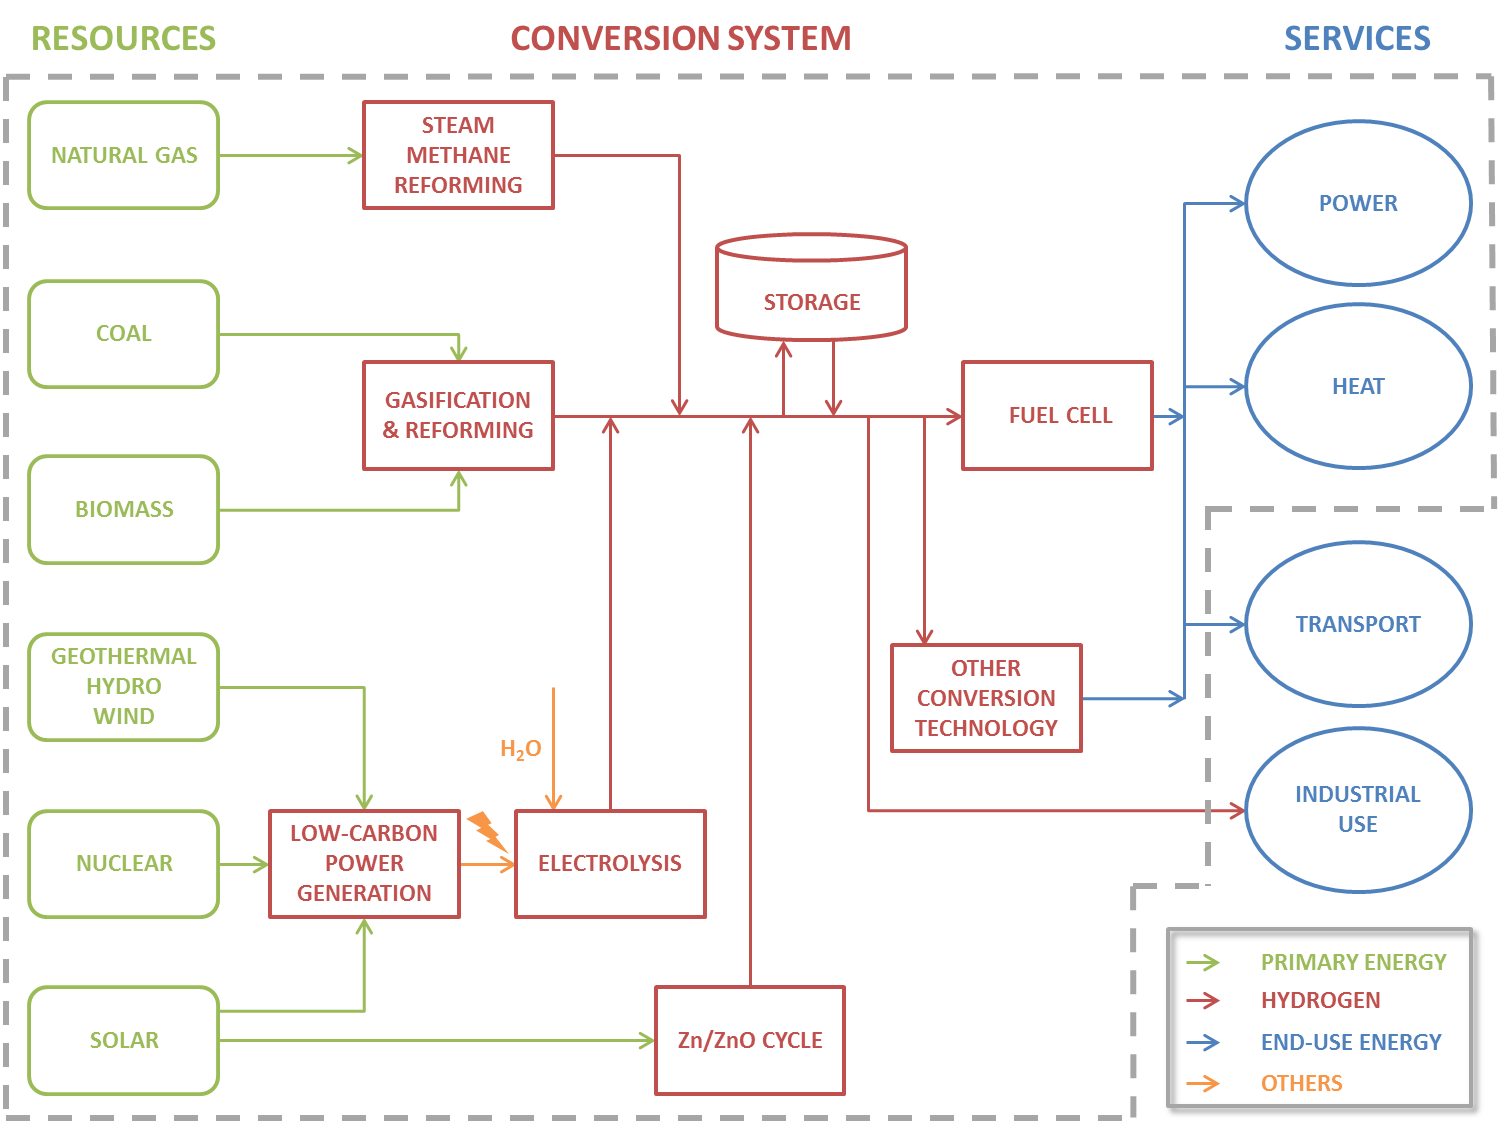 RESOURCES
CONVERSION SYSTEM
SERVICES
NATURAL GAS
STEAM
METHANE
REFORMING
POWER
STORAGE
COAL
GASIFICATION
& REFORMING
FUEL CELL
HEAT
BIOMASS
GEOTHERMAL
HYDRO
WIND
H₂O
OTHER
CONVERSION
TECHNOLOGY
TRANSPORT
INDUSTRIAL
USE
NUCLEAR
LOW-CARBON
POWER
GENERATION
ELECTROLYSIS
SOLAR
Zn/ZnO CYCLE
PRIMARY ENERGY
HYDROGEN
END-USE ENERGY
OTHERS